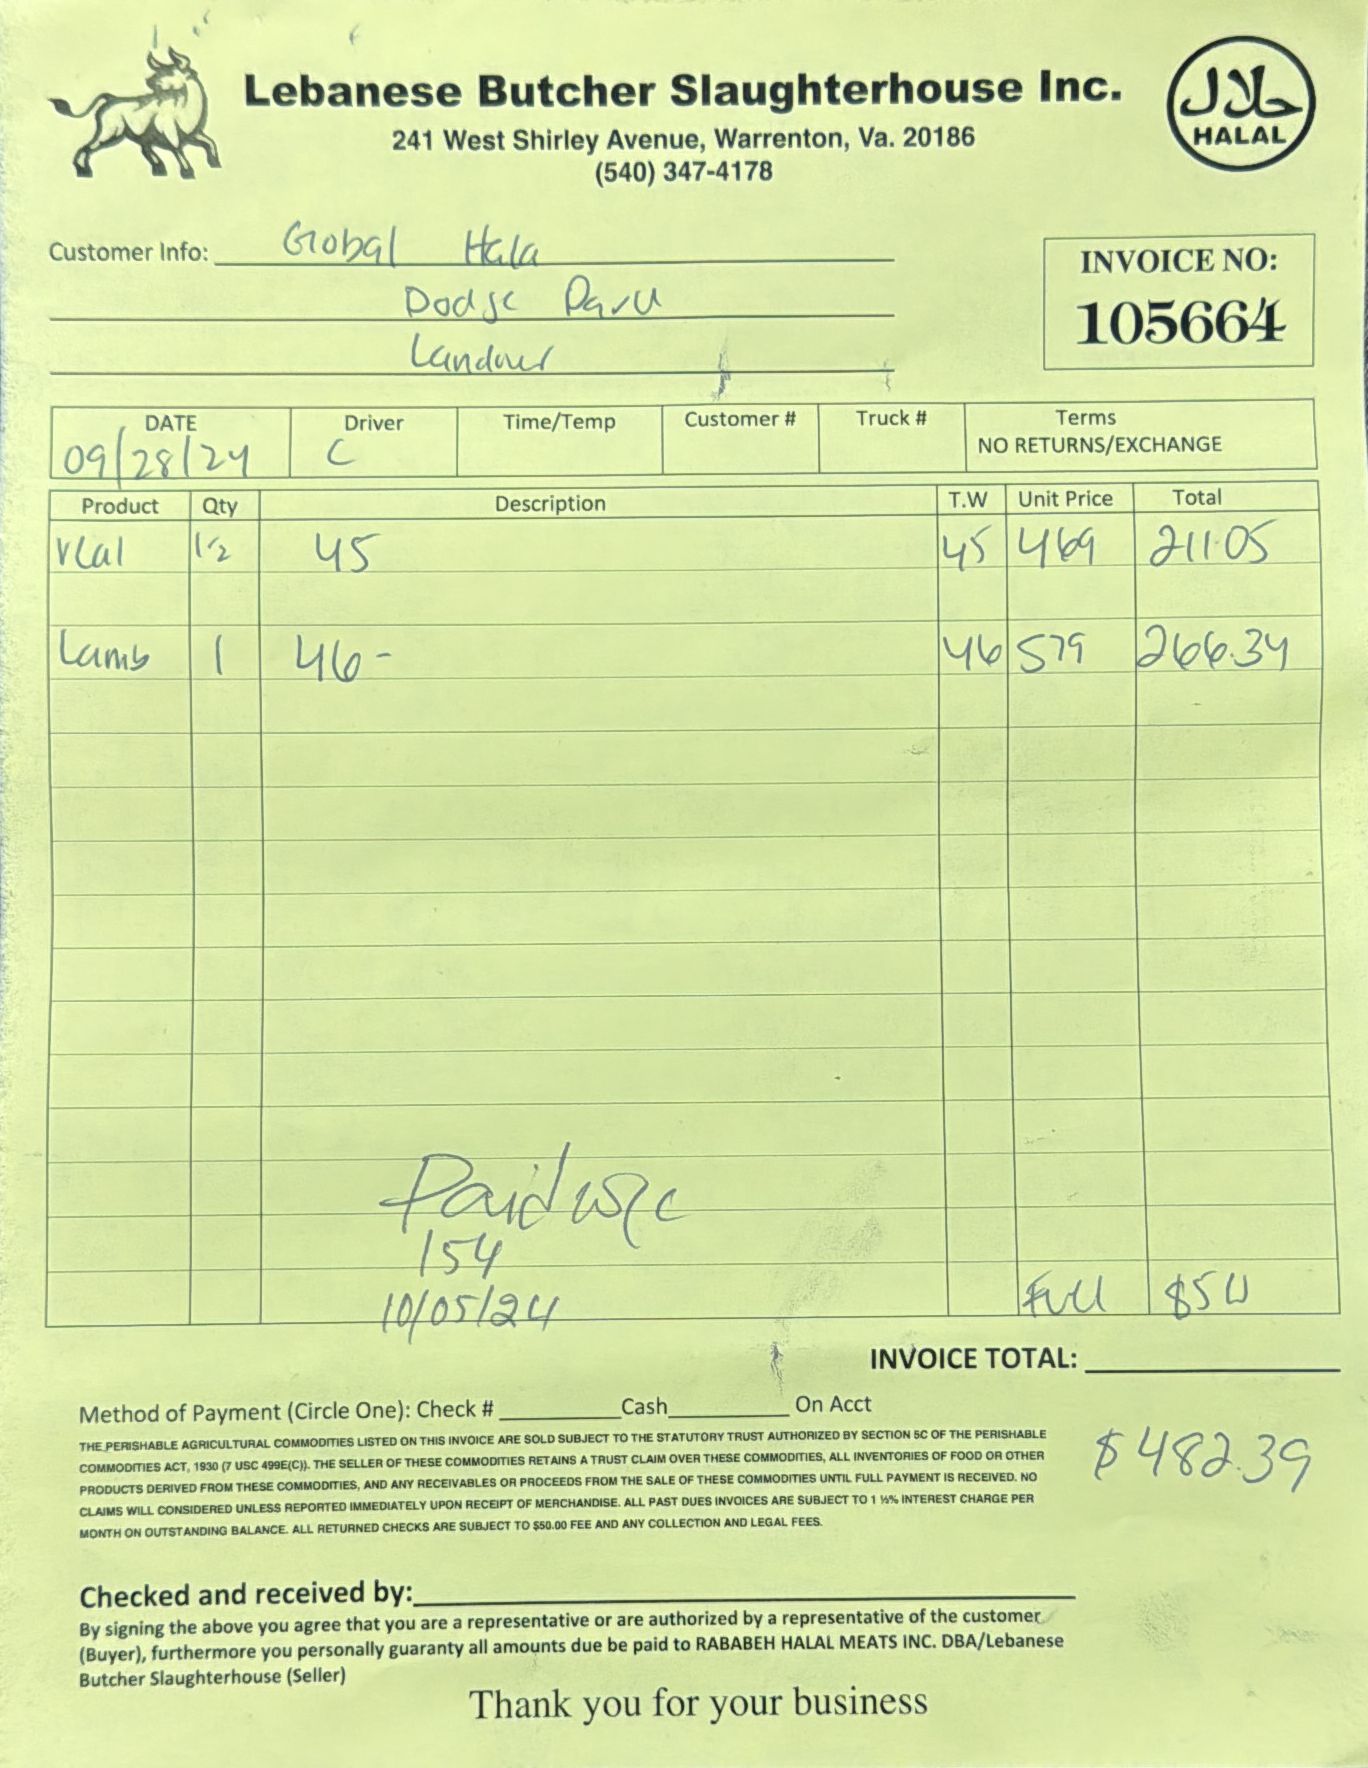 Lebanese Butcher Slaughterhouse Inc.
241 West Shirley Avenue, Warrenton, Va. 20186
(540) 347-4178
حلال
HALAL
Customer Info: Global Hala
Dodge
INVOICE NO:
105664
DATE Driver Time/Temp Customer # Truck # Terms
09/28/24 C NO RETURNS/EXCHANGE
Product Qty Description T.W Unit Price Total
Veal 1/2 45 45 469 211.05
Lamb 1 46- 46 579 266.34
Paid
154
10/05/24
Full $5
INVOICE TOTAL:
Method of Payment (Circle One): Check # Cash On Acct
$482.39
THE PERISHABLE AGRICULTURAL COMMODITIES LISTED ON THIS INVOICE ARE SOLD SUBJECT TO THE STATUTORY TRUST AUTHORIZED BY SECTION 5C OF THE PERISHABLE
COMMODITIES ACT, 1930 (7 USC 499E(C)). THE SELLER OF THESE COMMODITIES RETAINS A TRUST CLAIM OVER THESE COMMODITIES, ALL INVENTORIES OF FOOD OR OTHER
PRODUCTS DERIVED FROM THESE COMMODITIES, AND ANY RECEIVABLES OR PROCEEDS FROM THE SALE OF THESE COMMODITIES UNTIL FULL PAYMENT IS RECEIVED. NO
CLAIMS WILL CONSIDERED UNLESS REPORTED IMMEDIATELY UPON RECEIPT OF MERCHANDISE. ALL PAST DUES INVOICES ARE SUBJECT TO 1 ½% INTEREST CHARGE PER
MONTH ON OUTSTANDING BALANCE. ALL RETURNED CHECKS ARE SUBJECT TO $50.00 FEE AND ANY COLLECTION AND LEGAL FEES.
Checked and received by:
By signing the above you agree that you are a representative or are authorized by a representative of the customer
(Buyer), furthermore you personally guaranty all amounts due be paid to RABABEH HALAL MEATS INC. DBA/Lebanese
Butcher Slaughterhouse (Seller)
Thank you for your business